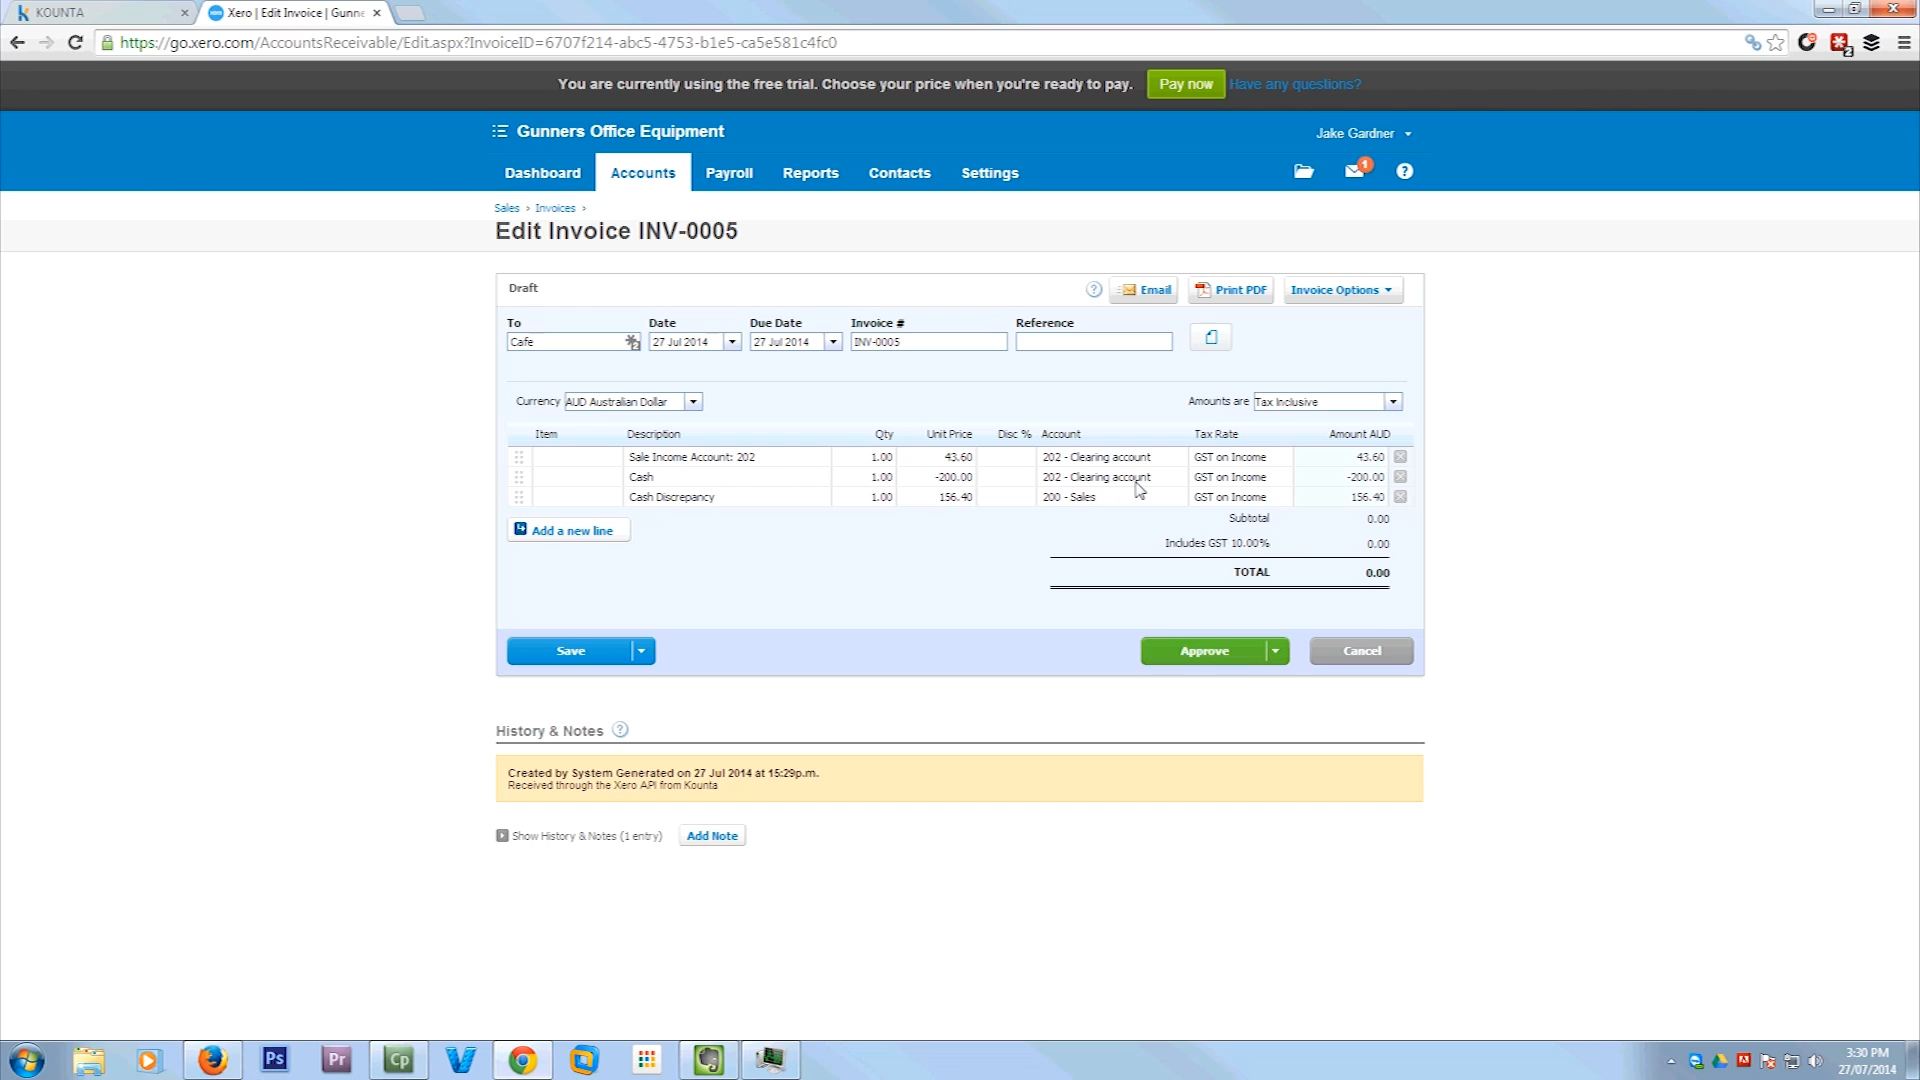 KOUNTA
Xero | Edit Invoice | Gunne
https://go.xero.com/AccountsReceivable/Edit.aspx?InvoiceID=6707f214-abc5-4753-b1e5-ca5e581c4fc0
2
You are currently using the free trial. Choose your price when you're ready to pay. Pay now Have any questions?
Gunners Office Equipment
Jake Gardner
Dashboard Accounts Payroll Reports Contacts Settings
1
?
Sales › Invoices ›
Edit Invoice INV-0005
Draft
? Email Print PDF Invoice Options
To Date Due Date Invoice # Reference
Cafe 27 Jul 2014 27 Jul 2014 INV-0005
Currency AUD Australian Dollar
Amounts are Tax Inclusive
Item Description Qty Unit Price Disc % Account Tax Rate Amount AUD
Sale Income Account: 202 1.00 43.60 202 - Clearing account GST on Income 43.60
Cash 1.00 -200.00 202 - Clearing account GST on Income -200.00
Cash Discrepancy 1.00 156.40 200 - Sales GST on Income 156.40
Add a new line
Subtotal 0.00
Includes GST 10.00% 0.00
TOTAL 0.00
Save
Approve
Cancel
History & Notes ?
Created by System Generated on 27 Jul 2014 at 15:29p.m.
Received through the Xero API from Kounta
Show History & Notes (1 entry) Add Note
Ps Pr Cp
3:30 PM
27/07/2014